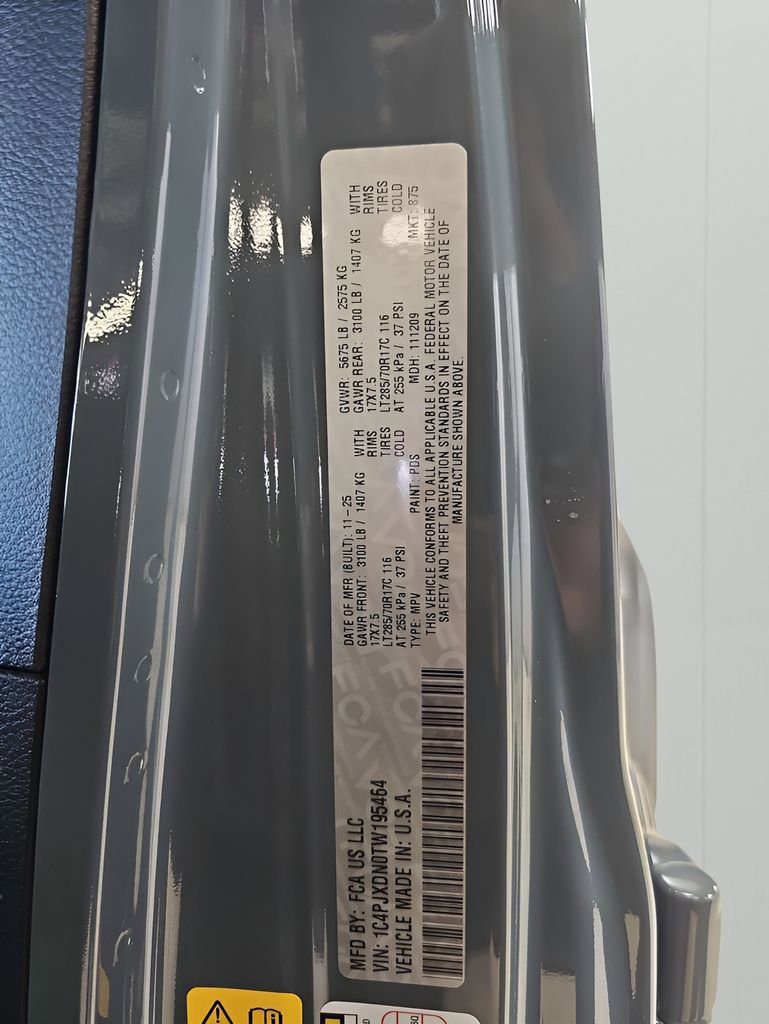 MFD BY: FCA US LLC
VIN: 1C4PJXDN0TW195464
VEHICLE MADE IN: U.S.A.
DATE OF MFR (BUILT): 11-25 GVWR: 5675 LB / 2575 KG
GAWR FRONT: 3100 LB / 1407 KG WITH GAWR REAR: 3100 LB / 1407 KG WITH
17X7.5 RIMS 17X7.5 RIMS
LT285/70R17C 116 TIRES LT285/70R17C 116 TIRES
AT 255 kPa / 37 PSI COLD AT 255 kPa / 37 PSI COLD
TYPE: MPV PAINT: PDS MDH: 111209 MKT: 875
THIS VEHICLE CONFORMS TO ALL APPLICABLE U.S.A. FEDERAL MOTOR VEHICLE
SAFETY AND THEFT PREVENTION STANDARDS IN EFFECT ON THE DATE OF
MANUFACTURE SHOWN ABOVE.